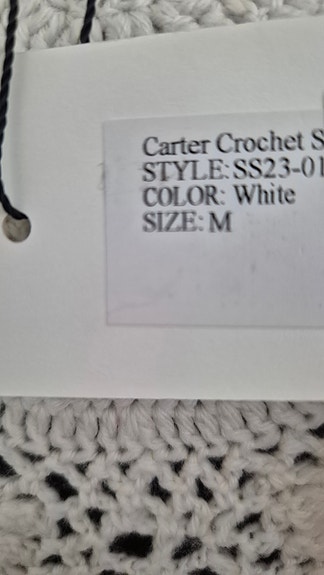 Carter Crochet S
STYLE: SS23-01
COLOR: White
SIZE: M